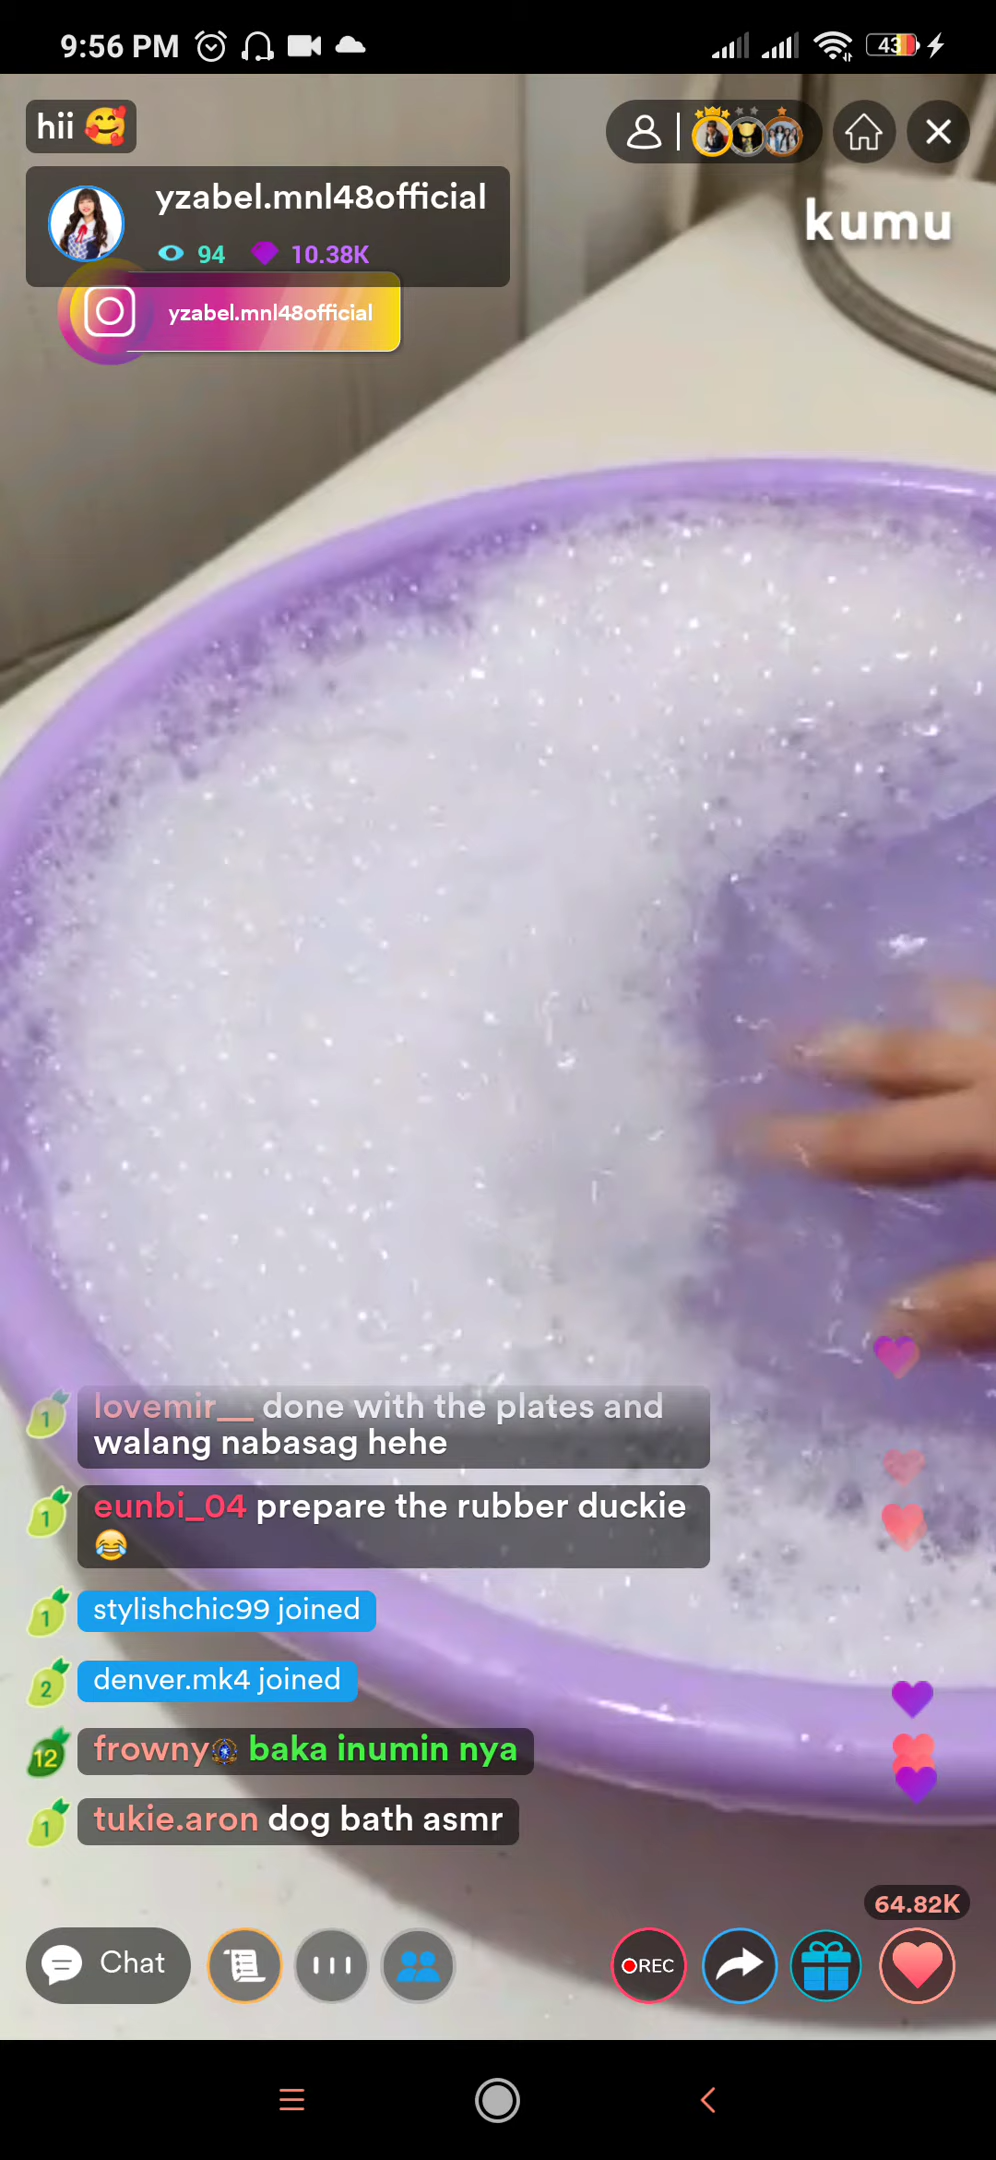 9:56 PM
43
hii 🥰
yzabel.mnl48official
94 10.38K
kumu
yzabel.mnl48official
lovemir__ done with the plates and
walang nabasag hehe
1
eunbi_04 prepare the rubber duckie
😂
1
stylishchic99 joined
1
denver.mk4 joined
2
frowny baka inumin nya
12
tukie.aron dog bath asmr
1
64.82K
Chat
REC